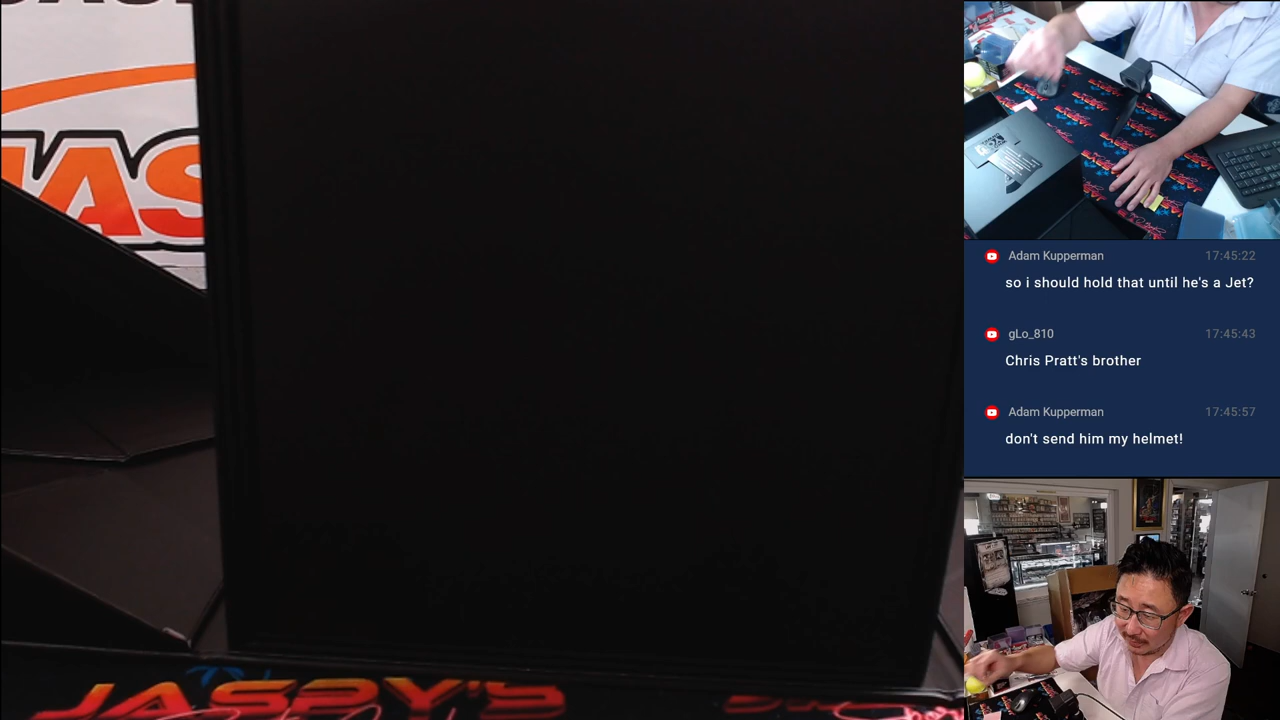 JAS
JASPY'S
Adam Kupperman 17:45:22
so i should hold that until he's a Jet?
gLo_810 17:45:43
Chris Pratt's brother
Adam Kupperman 17:45:57
don't send him my helmet!